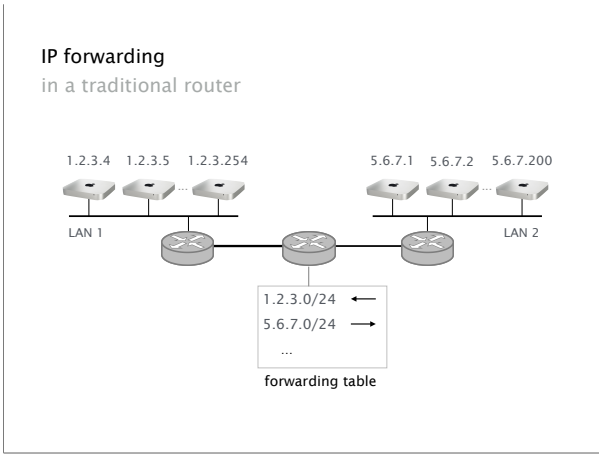 IP forwarding
in a traditional router
1.2.3.4 1.2.3.5 1.2.3.254 5.6.7.1 5.6.7.2 5.6.7.200
... ...
LAN 1 LAN 2
1.2.3.0/24 ←
5.6.7.0/24 →
...
forwarding table